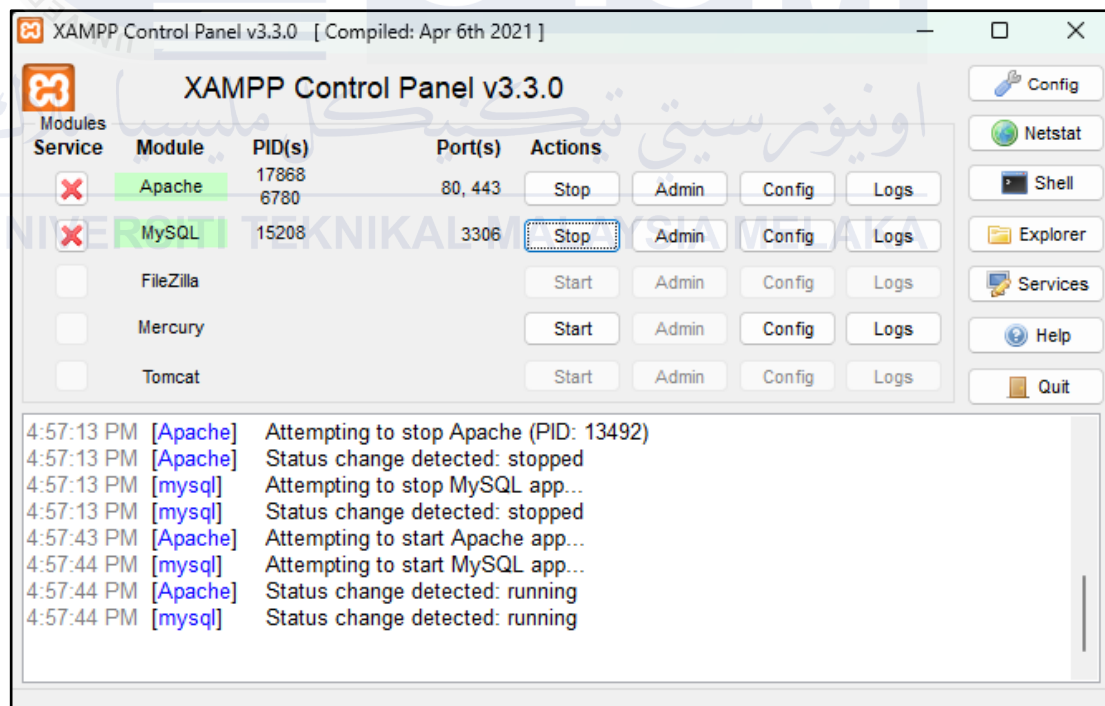 XAMPP Control Panel v3.3.0 [ Compiled: Apr 6th 2021 ]
XAMPP Control Panel v3.3.0
Config
Modules
Service Module PID(s) Port(s) Actions
Netstat
Apache 17868 6780 80, 443 Stop Admin Config Logs
Shell
MySQL 15208 3306 Stop Admin Config Logs
Explorer
FileZilla Start Admin Config Logs
Services
Mercury Start Admin Config Logs
Help
Tomcat Start Admin Config Logs
Quit
4:57:13 PM [Apache] Attempting to stop Apache (PID: 13492)
4:57:13 PM [Apache] Status change detected: stopped
4:57:13 PM [mysql] Attempting to stop MySQL app...
4:57:13 PM [mysql] Status change detected: stopped
4:57:43 PM [Apache] Attempting to start Apache app...
4:57:44 PM [mysql] Attempting to start MySQL app...
4:57:44 PM [Apache] Status change detected: running
4:57:44 PM [mysql] Status change detected: running
اونيۏرسيتي تيكنيكل مليسيا
UNIVERSITI TEKNIKAL MALAYSIA MELAKA